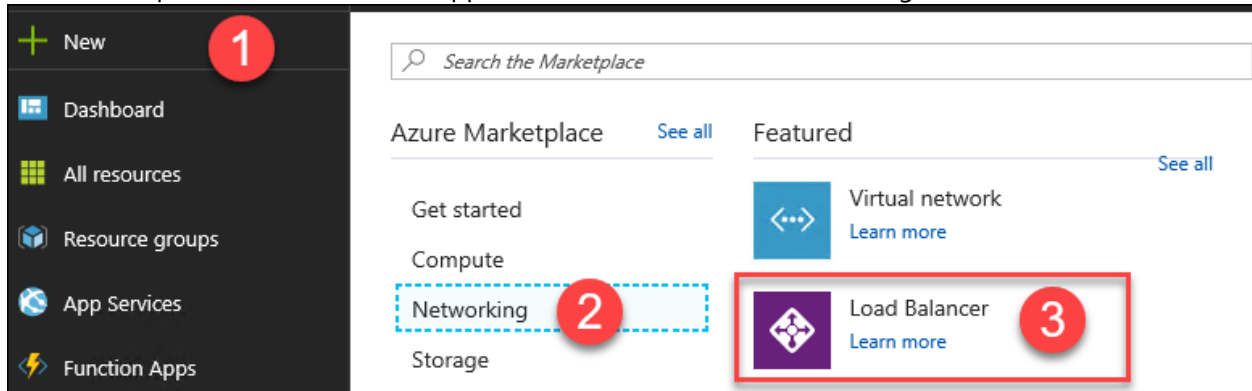 New
1
Dashboard
All resources
Resource groups
App Services
Function Apps
Search the Marketplace
Azure Marketplace See all
Get started
Compute
Networking 2
Storage
Featured
See all
Virtual network
Learn more
Load Balancer
Learn more
3